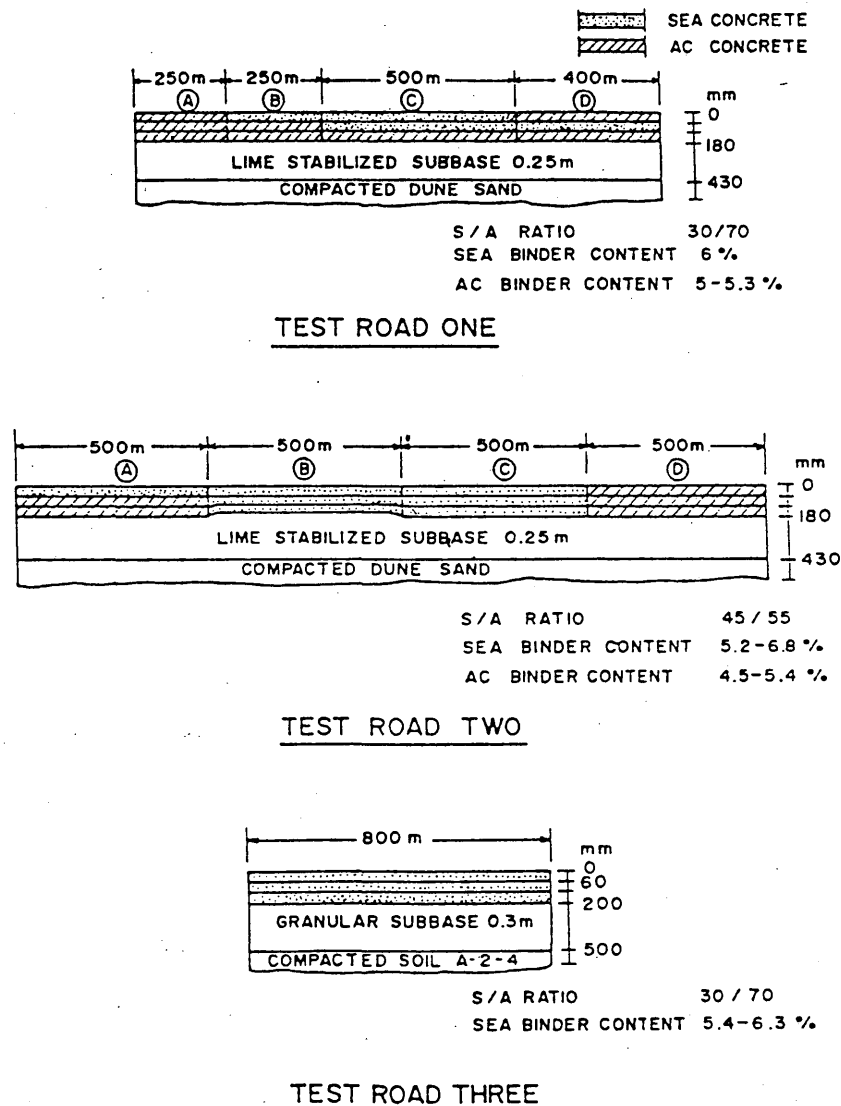 SEA CONCRETE
AC CONCRETE
250m 250m 500m 400m
A B C D
mm
0
180
430
LIME STABILIZED SUBBASE 0.25m
COMPACTED DUNE SAND
S/A RATIO 30/70
SEA BINDER CONTENT 6 %
AC BINDER CONTENT 5-5.3 %
TEST ROAD ONE
500m 500m 500m 500m
A B C D
mm
0
180
430
LIME STABILIZED SUBBASE 0.25m
COMPACTED DUNE SAND
S/A RATIO 45/55
SEA BINDER CONTENT 5.2-6.8 %
AC BINDER CONTENT 4.5-5.4 %
TEST ROAD TWO
800 m
mm
0
60
200
500
GRANULAR SUBBASE 0.3m
COMPACTED SOIL A-2-4
S/A RATIO 30 / 70
SEA BINDER CONTENT 5.4-6.3 %
TEST ROAD THREE